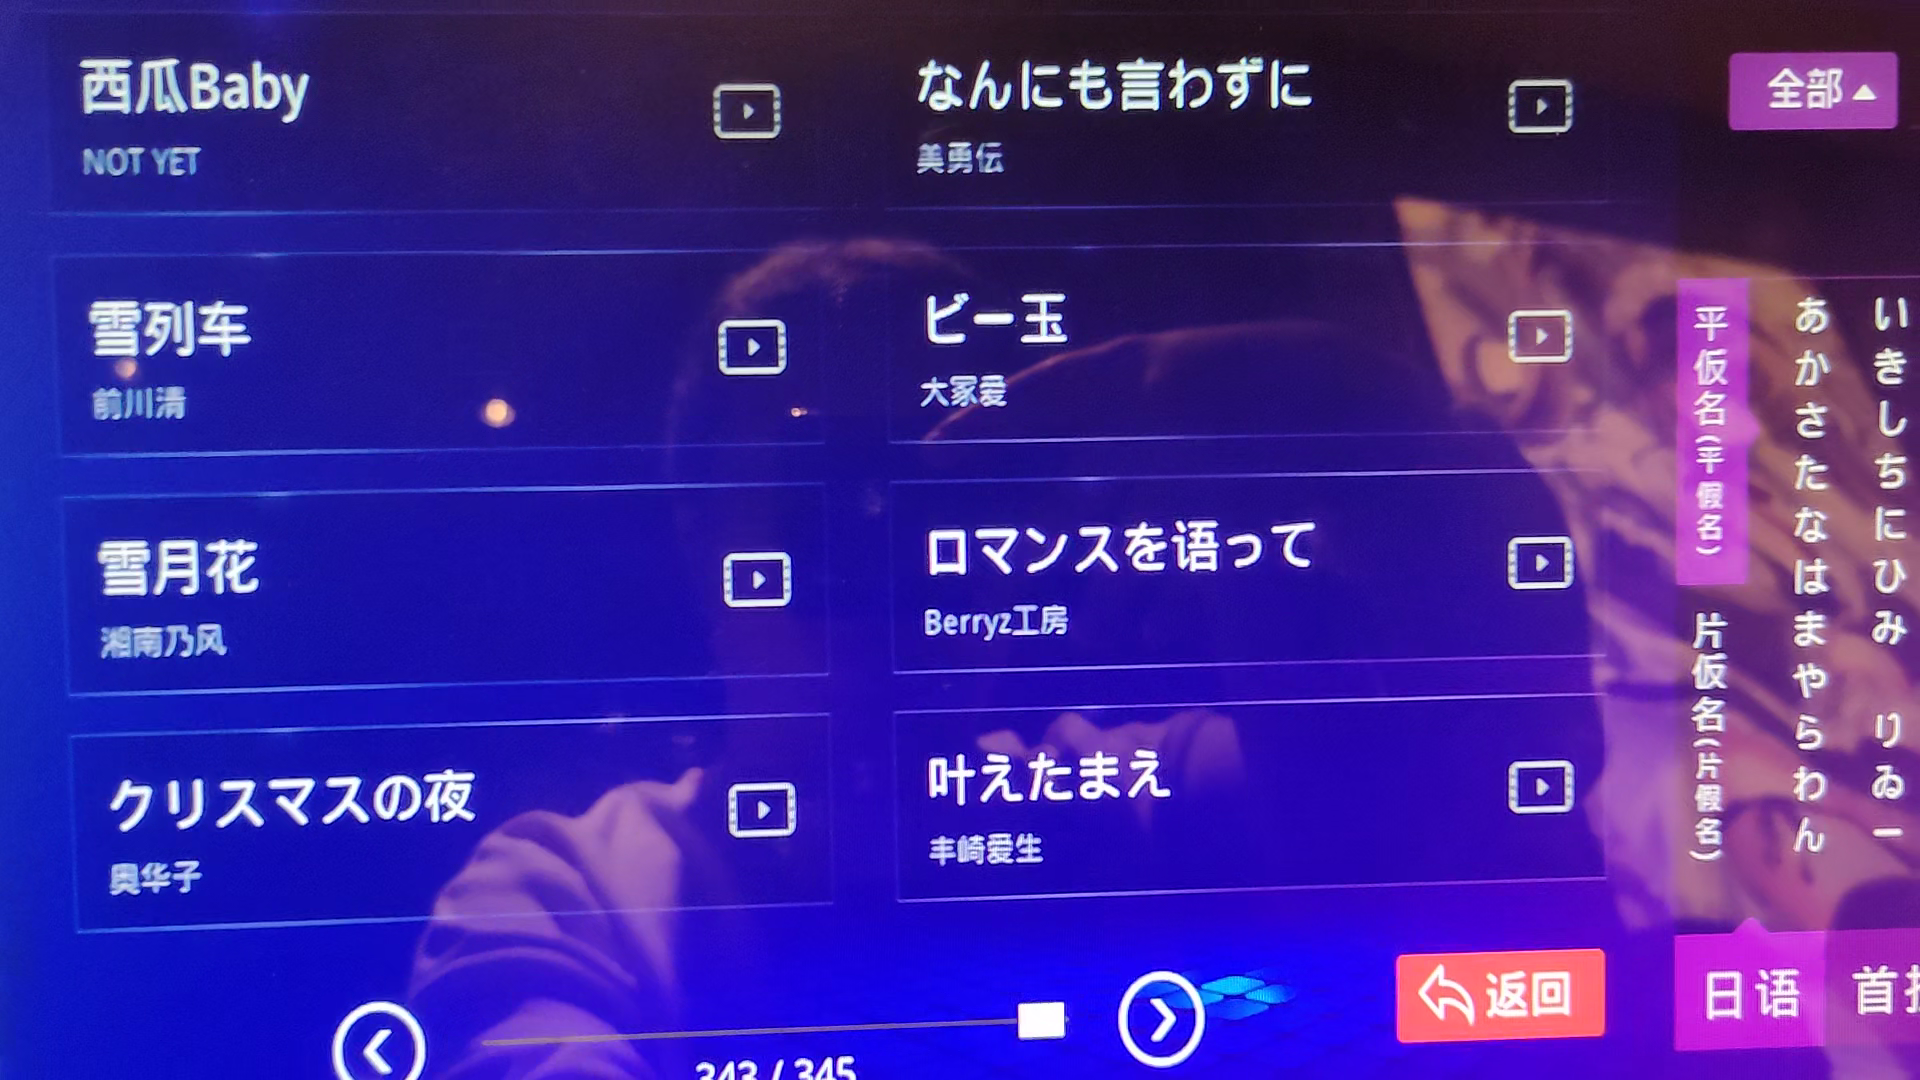 西瓜Baby
NOT YET
なんにも言わずに
美勇伝
全部
雪列车
前川清
ビー玉
大冢爱
雪月花
湘南乃风
ロマンスを语って
Berryz工房
クリスマスの夜
奥华子
叶えたまえ
丰崎爱生
平仮名(平假名)
片仮名(片假名)
あかさたなはまやらわん
いきしちにひみ りゐー
343 / 345
返回
日语
首